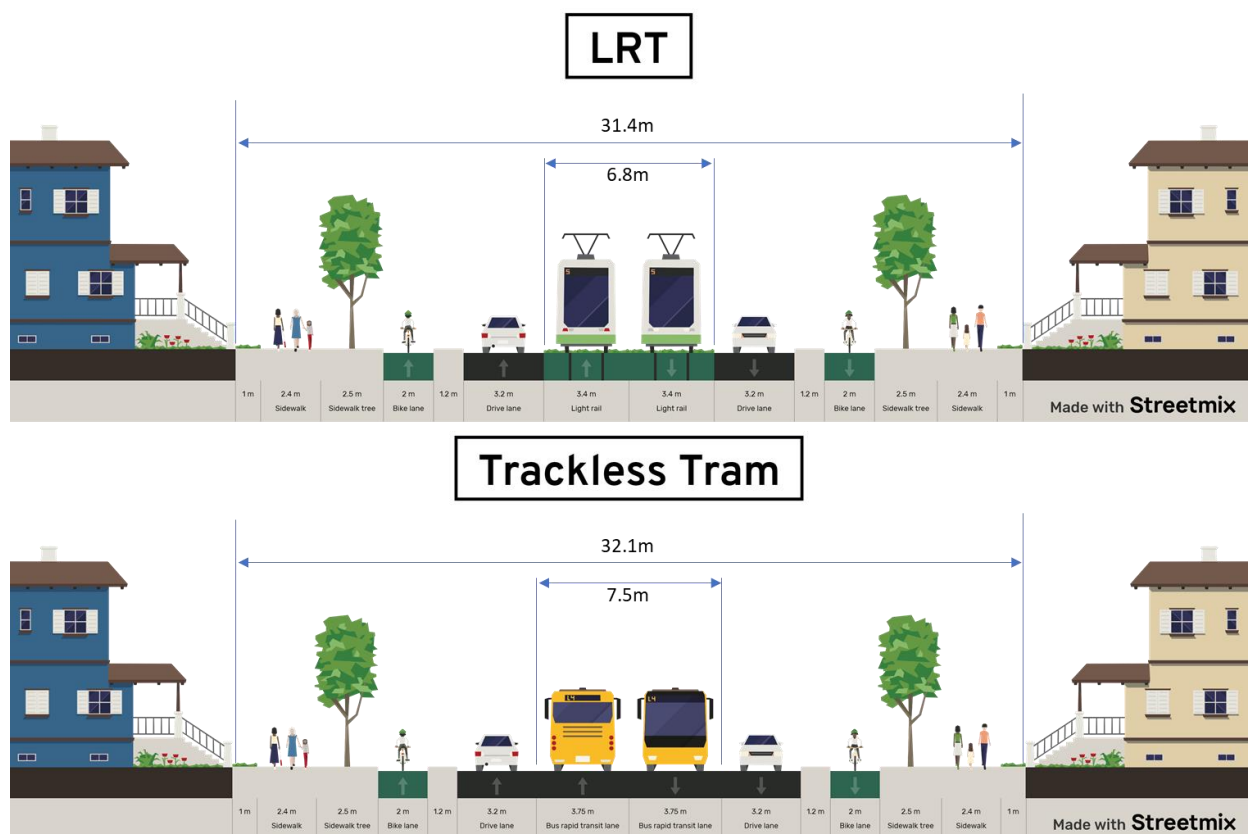 LRT
31.4m
6.8m
5
5
1 m
2.4 m
2.5 m
2 m
1.2 m
3.2 m
3.4 m
3.4 m
3.2 m
1.2 m
2 m
2.5 m
2.4 m
1 m
Sidewalk
Sidewalk tree
Bike lane
Drive lane
Light rail
Light rail
Drive lane
Bike lane
Sidewalk tree
Sidewalk
Made with Streetmix
Trackless Tram
32.1m
7.5m
L4
L4
1 m
2.4 m
2.5 m
2 m
1.2 m
3.2 m
3.75 m
3.75 m
3.2 m
1.2 m
2 m
2.5 m
2.4 m
1 m
Sidewalk
Sidewalk tree
Bike lane
Drive lane
Bus rapid transit lane
Bus rapid transit lane
Drive lane
Bike lane
Sidewalk tree
Sidewalk
Made with Streetmix